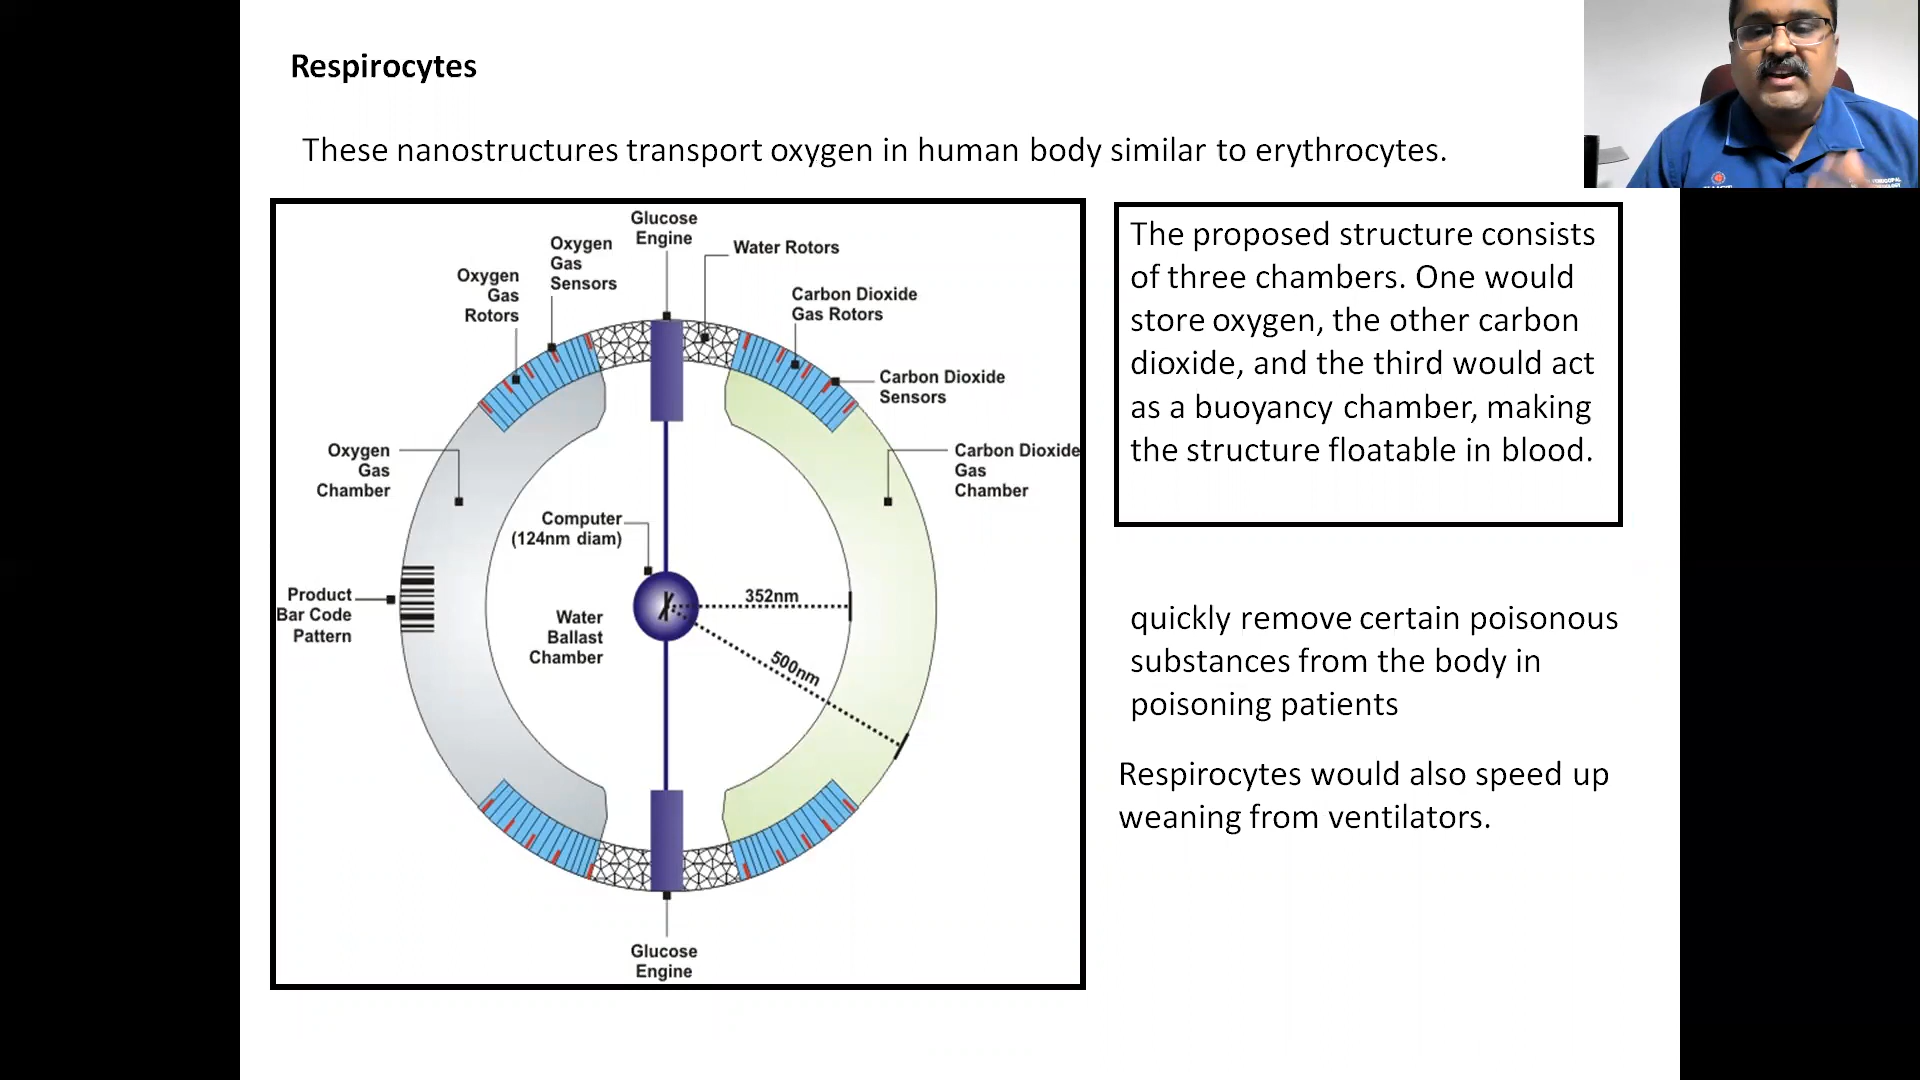 Respirocytes
These nanostructures transport oxygen in human body similar to erythrocytes.
Glucose
Engine
Water Rotors
Oxygen
Gas
Sensors
Oxygen
Gas
Rotors
Carbon Dioxide
Gas Rotors
Carbon Dioxide
Sensors
Oxygen
Gas
Chamber
Carbon Dioxide
Gas
Chamber
Computer
(124nm diam)
352nm
Product
Bar Code
Pattern
Water
Ballast
Chamber
500nm
Glucose
Engine
The proposed structure consists
of three chambers. One would
store oxygen, the other carbon
dioxide, and the third would act
as a buoyancy chamber, making
the structure floatable in blood.
quickly remove certain poisonous
substances from the body in
poisoning patients
Respirocytes would also speed up
weaning from ventilators.